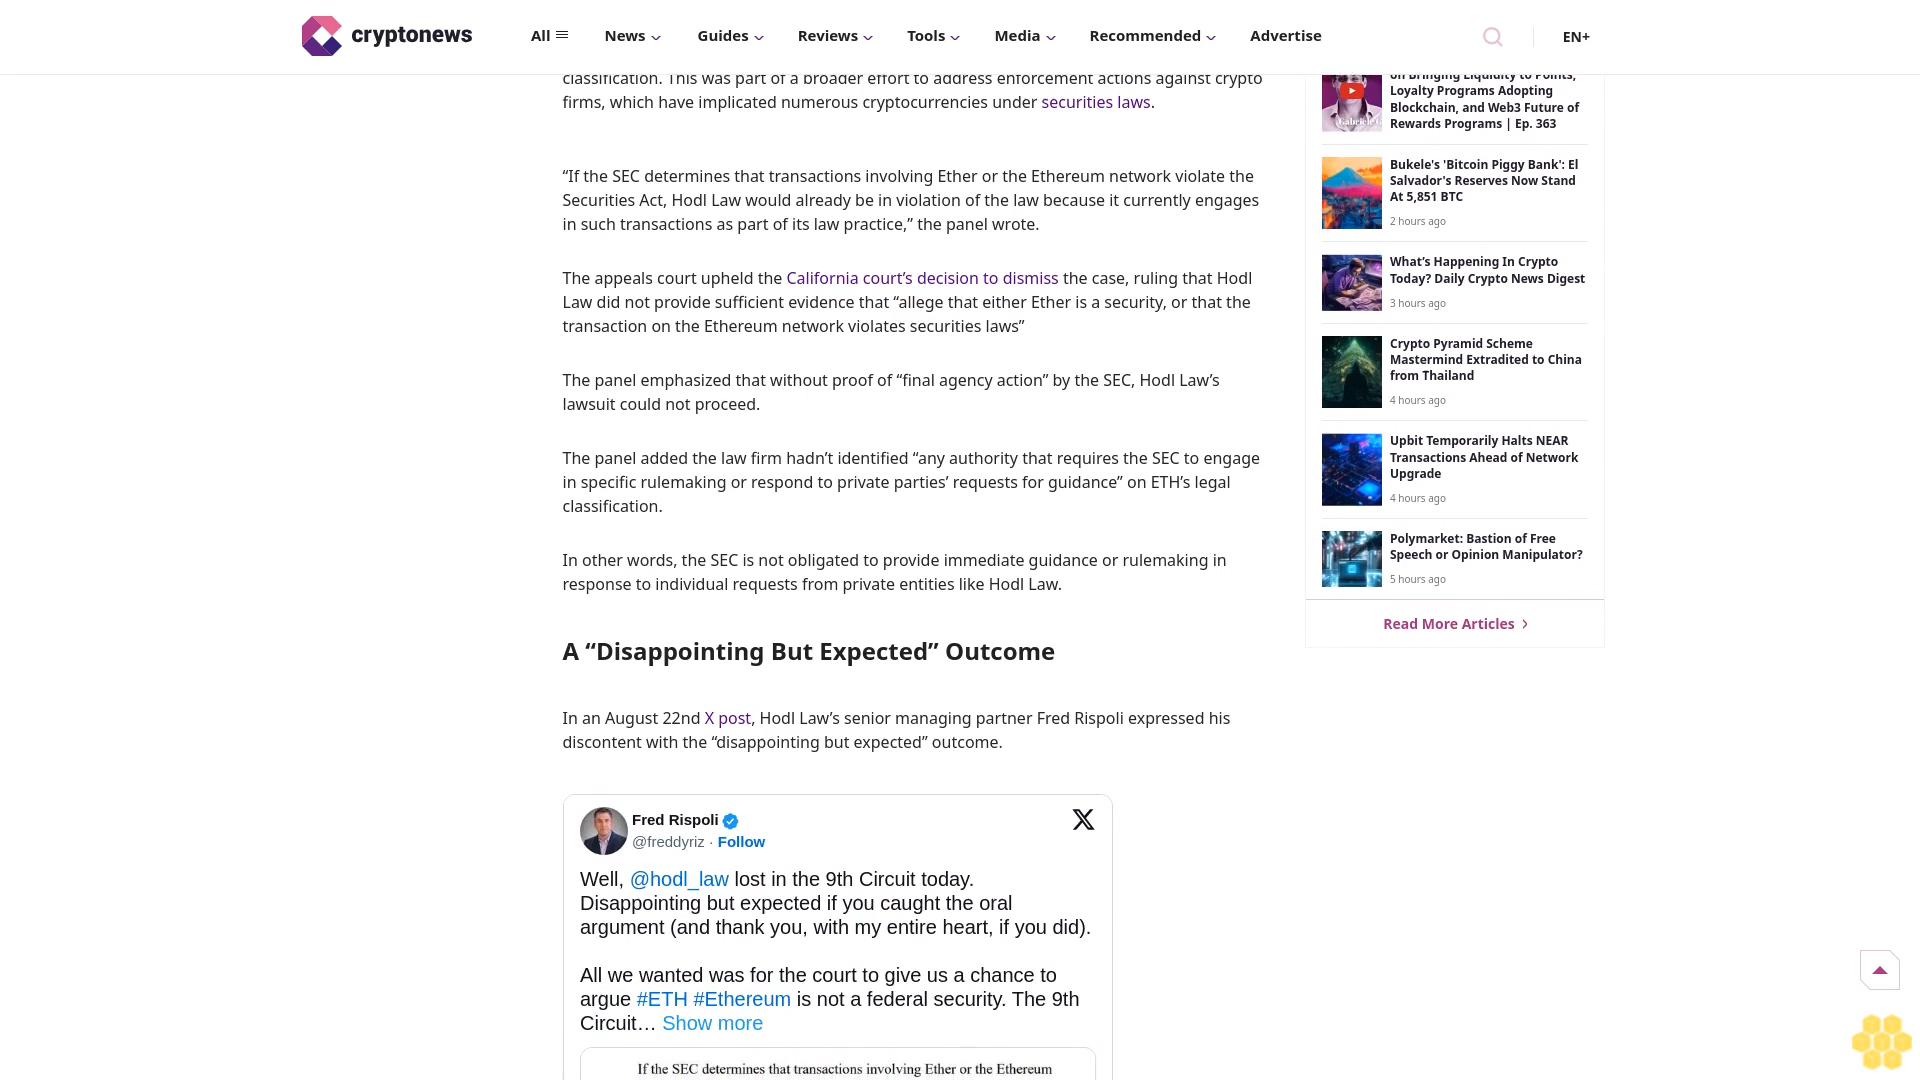 cryptonews
All
News
Guides
Reviews
Tools
Media
Recommended
Advertise
EN+
classification. This was part of a broader effort to address enforcement actions against crypto
firms, which have implicated numerous cryptocurrencies under securities laws.
“If the SEC determines that transactions involving Ether or the Ethereum network violate the
Securities Act, Hodl Law would already be in violation of the law because it currently engages
in such transactions as part of its law practice,” the panel wrote.
The appeals court upheld the California court’s decision to dismiss the case, ruling that Hodl
Law did not provide sufficient evidence that “allege that either Ether is a security, or that the
transaction on the Ethereum network violates securities laws”
The panel emphasized that without proof of “final agency action” by the SEC, Hodl Law’s
lawsuit could not proceed.
The panel added the law firm hadn’t identified “any authority that requires the SEC to engage
in specific rulemaking or respond to private parties’ requests for guidance” on ETH’s legal
classification.
In other words, the SEC is not obligated to provide immediate guidance or rulemaking in
response to individual requests from private entities like Hodl Law.
A “Disappointing But Expected” Outcome
In an August 22nd X post, Hodl Law’s senior managing partner Fred Rispoli expressed his
discontent with the “disappointing but expected” outcome.
Fred Rispoli
@freddyriz · Follow
Well, @hodl_law lost in the 9th Circuit today.
Disappointing but expected if you caught the oral
argument (and thank you, with my entire heart, if you did).
All we wanted was for the court to give us a chance to
argue #ETH #Ethereum is not a federal security. The 9th
Circuit… Show more
If the SEC determines that transactions involving Ether or the Ethereum
on Bringing Liquidity to Points,
Loyalty Programs Adopting
Blockchain, and Web3 Future of
Rewards Programs | Ep. 363
Bukele's 'Bitcoin Piggy Bank': El
Salvador's Reserves Now Stand
At 5,851 BTC
2 hours ago
What’s Happening In Crypto
Today? Daily Crypto News Digest
3 hours ago
Crypto Pyramid Scheme
Mastermind Extradited to China
from Thailand
4 hours ago
Upbit Temporarily Halts NEAR
Transactions Ahead of Network
Upgrade
4 hours ago
Polymarket: Bastion of Free
Speech or Opinion Manipulator?
5 hours ago
Read More Articles